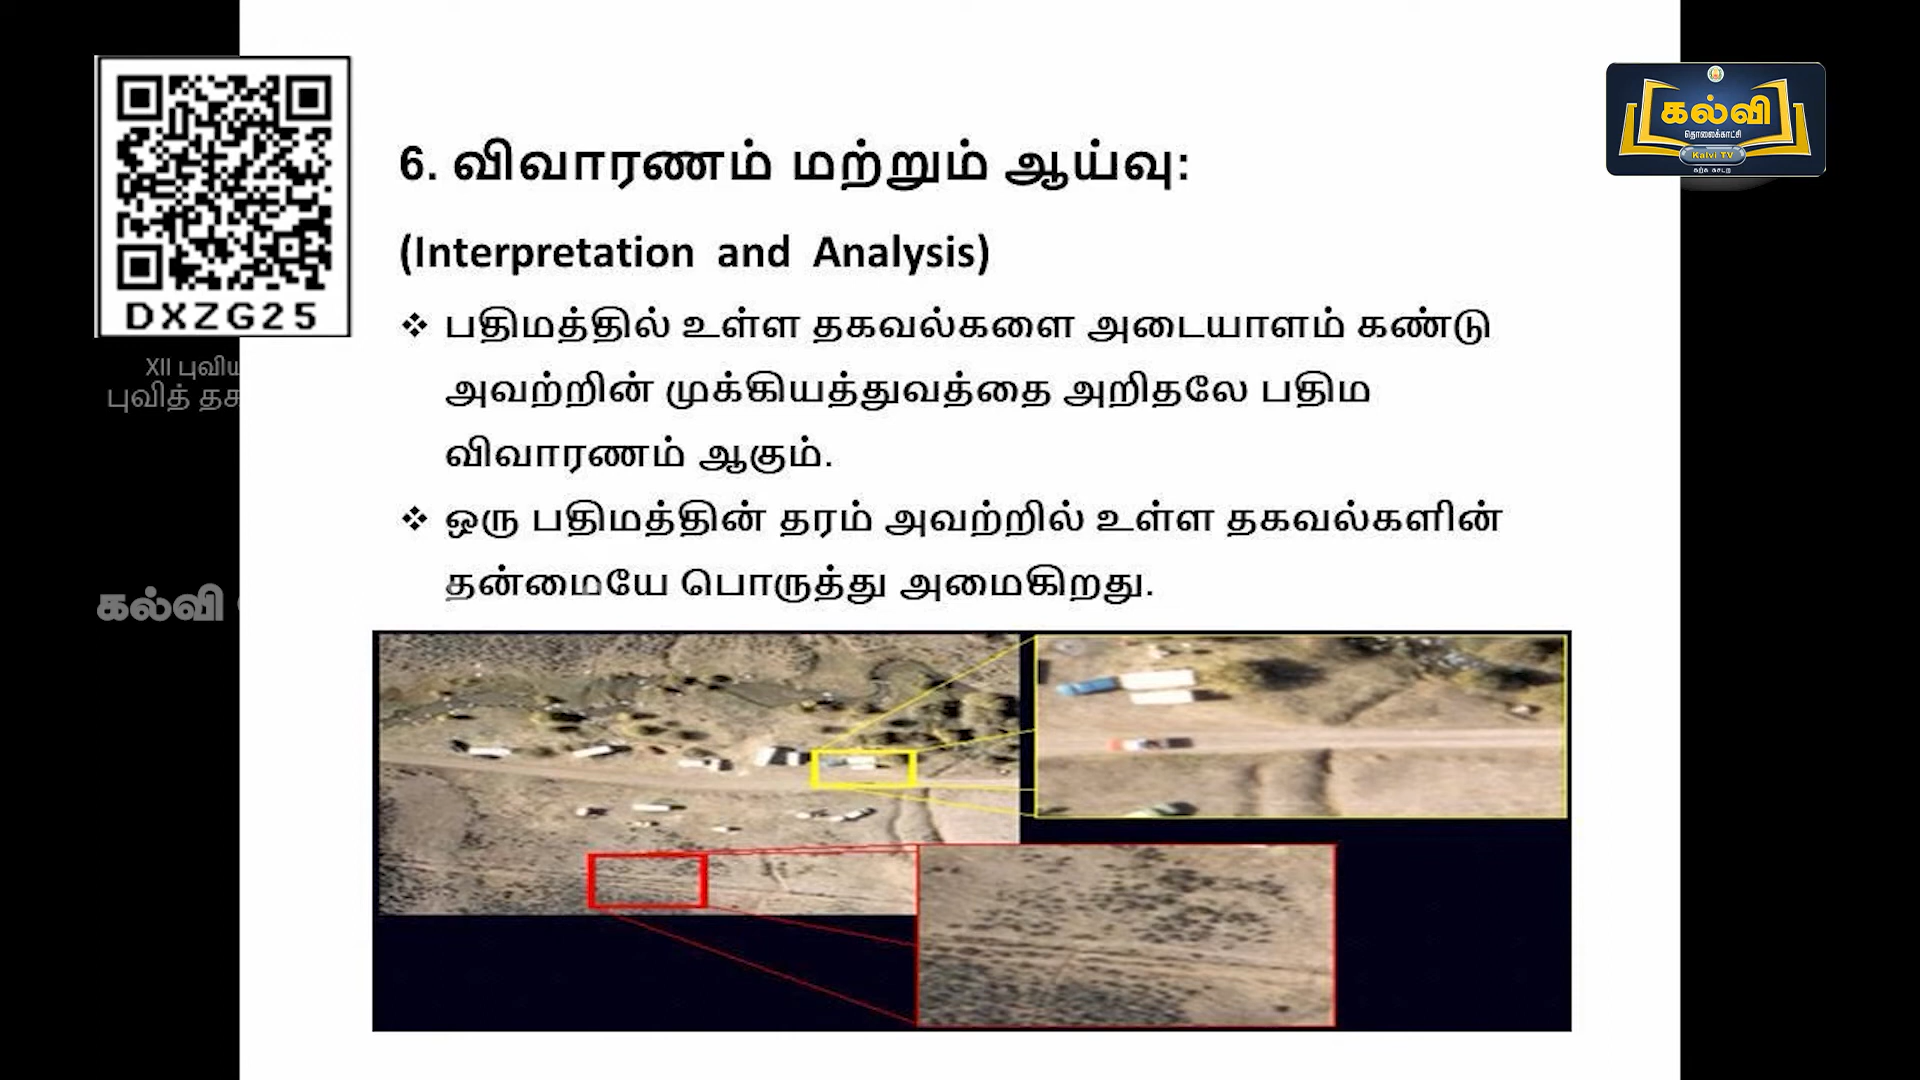 6. விவாரணம் மற்றும் ஆய்வு:
(Interpretation and Analysis)
❖ பதிமத்தில் உள்ள தகவல்களை அடையாளம் கண்டு
அவற்றின் முக்கியத்துவத்தை அறிதலே பதிம
விவாரணம் ஆகும்.
❖ ஒரு பதிமத்தின் தரம் அவற்றில் உள்ள தகவல்களின்
தன்மையே பொருத்து அமைகிறது.
DXZG25
XII புவிய
புவித் தக
கல்வி
கல்வி
தொலைக்காட்சி
Kalvi TV
கற்க கசடற